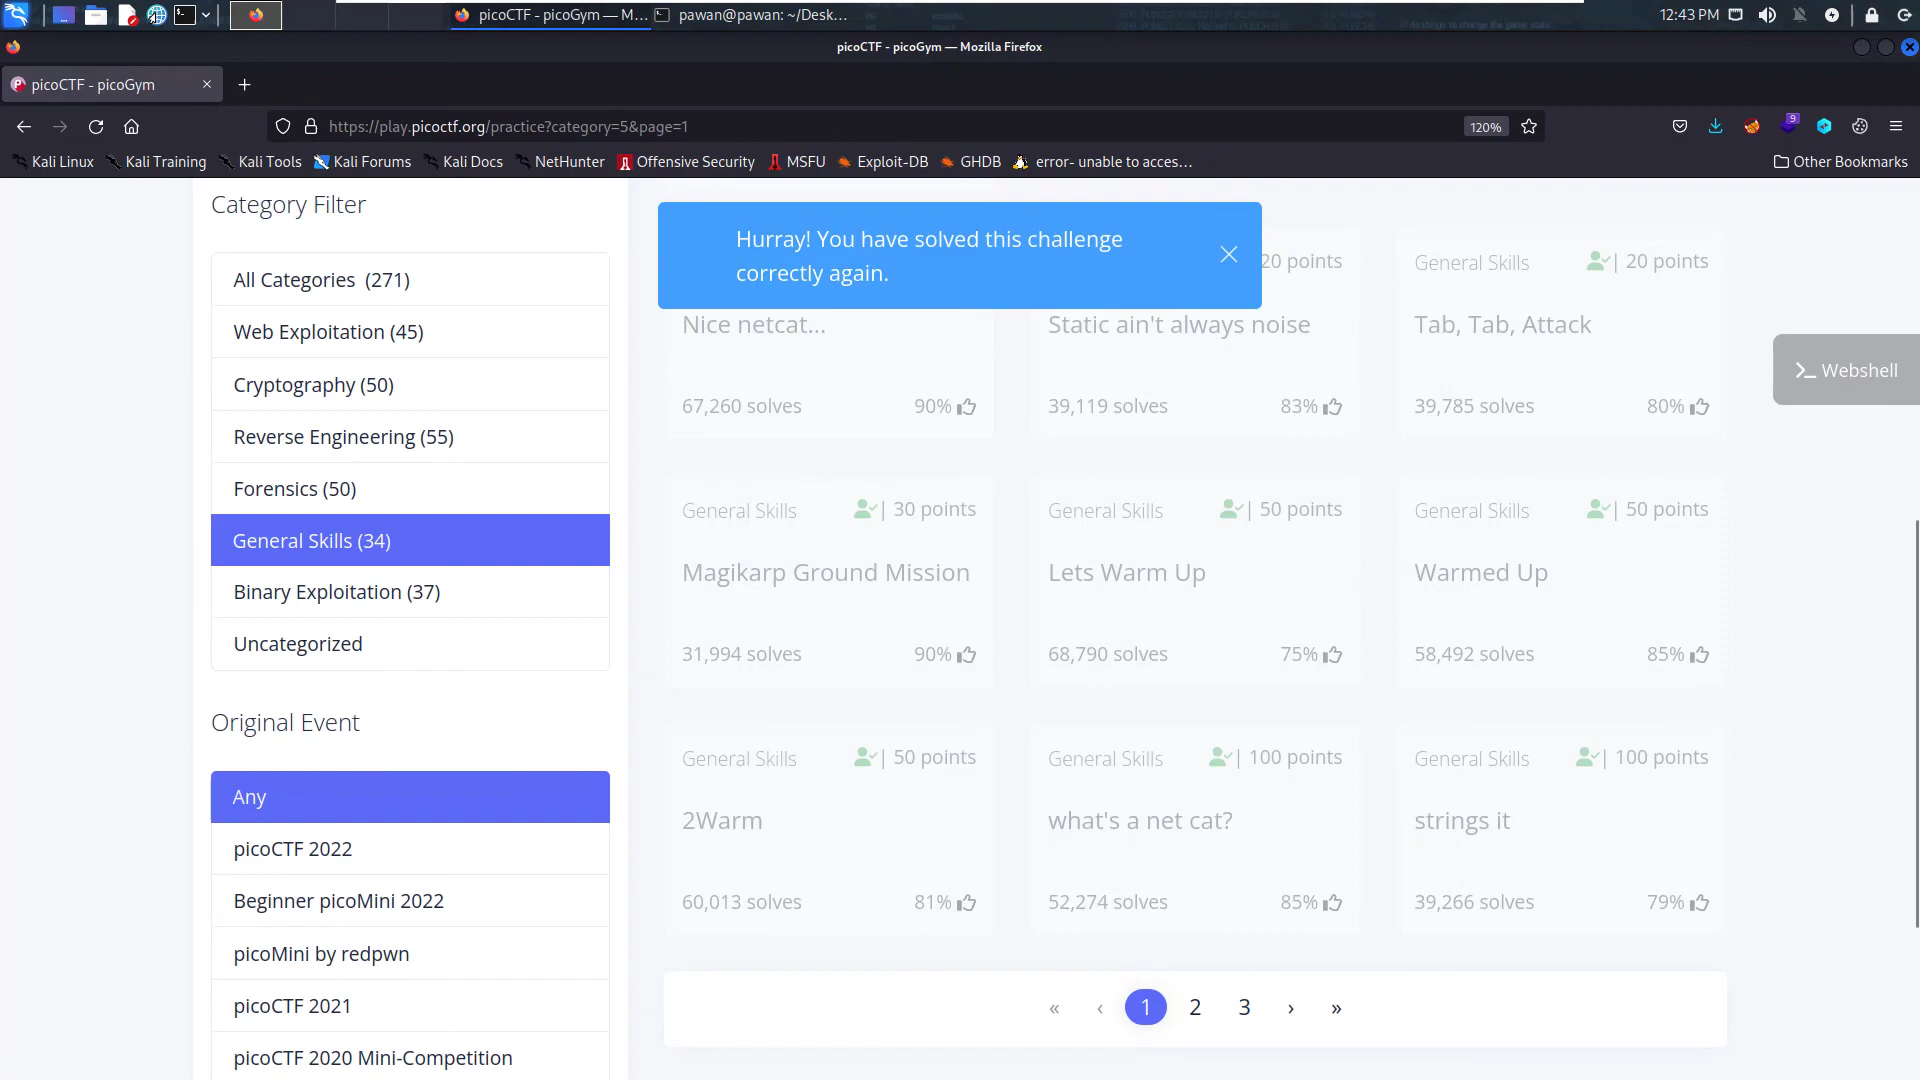 picoCTF - picoGym — M...
pawan@pawan: ~/Desk...
12:43 PM
picoCTF - picoGym — Mozilla Firefox
picoCTF - picoGym
https://play.picoctf.org/practice?category=5&page=1
120%
9
Kali Linux
Kali Training
Kali Tools
Kali Forums
Kali Docs
NetHunter
Offensive Security
MSFU
Exploit-DB
GHDB
error- unable to acces...
Other Bookmarks
Category Filter
All Categories (271)
Web Exploitation (45)
Cryptography (50)
Reverse Engineering (55)
Forensics (50)
General Skills (34)
Binary Exploitation (37)
Uncategorized
Original Event
Any
picoCTF 2022
Beginner picoMini 2022
picoMini by redpwn
picoCTF 2021
picoCTF 2020 Mini-Competition
Hurray! You have solved this challenge
correctly again.
20 points
General Skills | 20 points
Nice netcat...
Static ain't always noise
Tab, Tab, Attack
67,260 solves 90%
39,119 solves 83%
39,785 solves 80%
General Skills | 30 points
General Skills | 50 points
General Skills | 50 points
Magikarp Ground Mission
Lets Warm Up
Warmed Up
31,994 solves 90%
68,790 solves 75%
58,492 solves 85%
General Skills | 50 points
General Skills | 100 points
General Skills | 100 points
2Warm
what's a net cat?
strings it
60,013 solves 81%
52,274 solves 85%
39,266 solves 79%
« ‹ 1 2 3 › »
Webshell